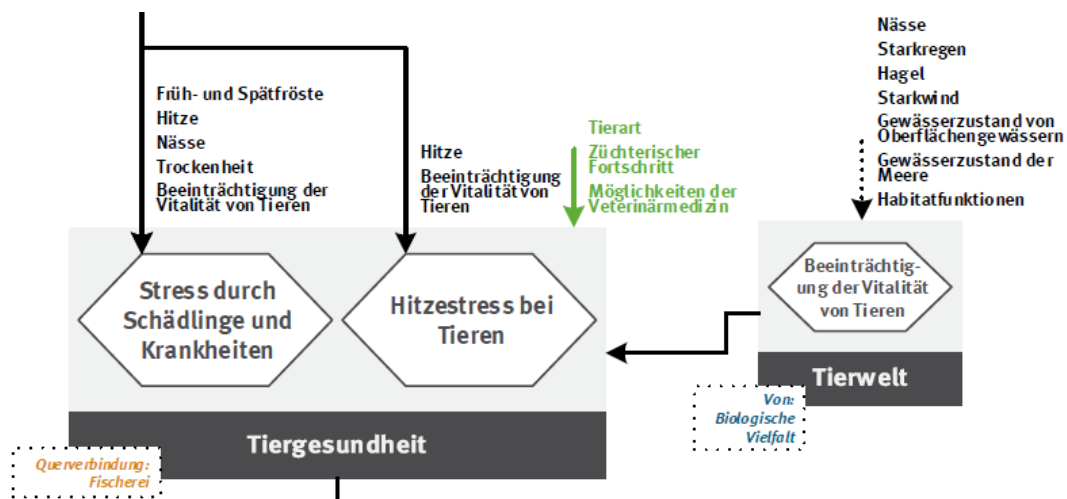 Früh- und Spätfröste
Hitze
Nässe
Trockenheit
Beeinträchtigung der
Vitalität von Tieren
Hitze
Beeinträchtigung
der Vitalität von
Tieren
Tierart
Züchterischer
Fortschritt
Möglichkeiten der
Veterinärmedizin
Nässe
Starkregen
Hagel
Starkwind
Gewässerzustand von
Oberflächengewässern
Gewässerzustand der
Meere
Habitatfunktionen
Stress durch
Schädlinge und
Krankheiten
Hitzestress bei
Tieren
Beeinträchtig-
ung der Vitalität
von Tieren
Tierwelt
Von:
Biologische
Vielfalt
Tiergesundheit
Querverbindung:
Fischerei